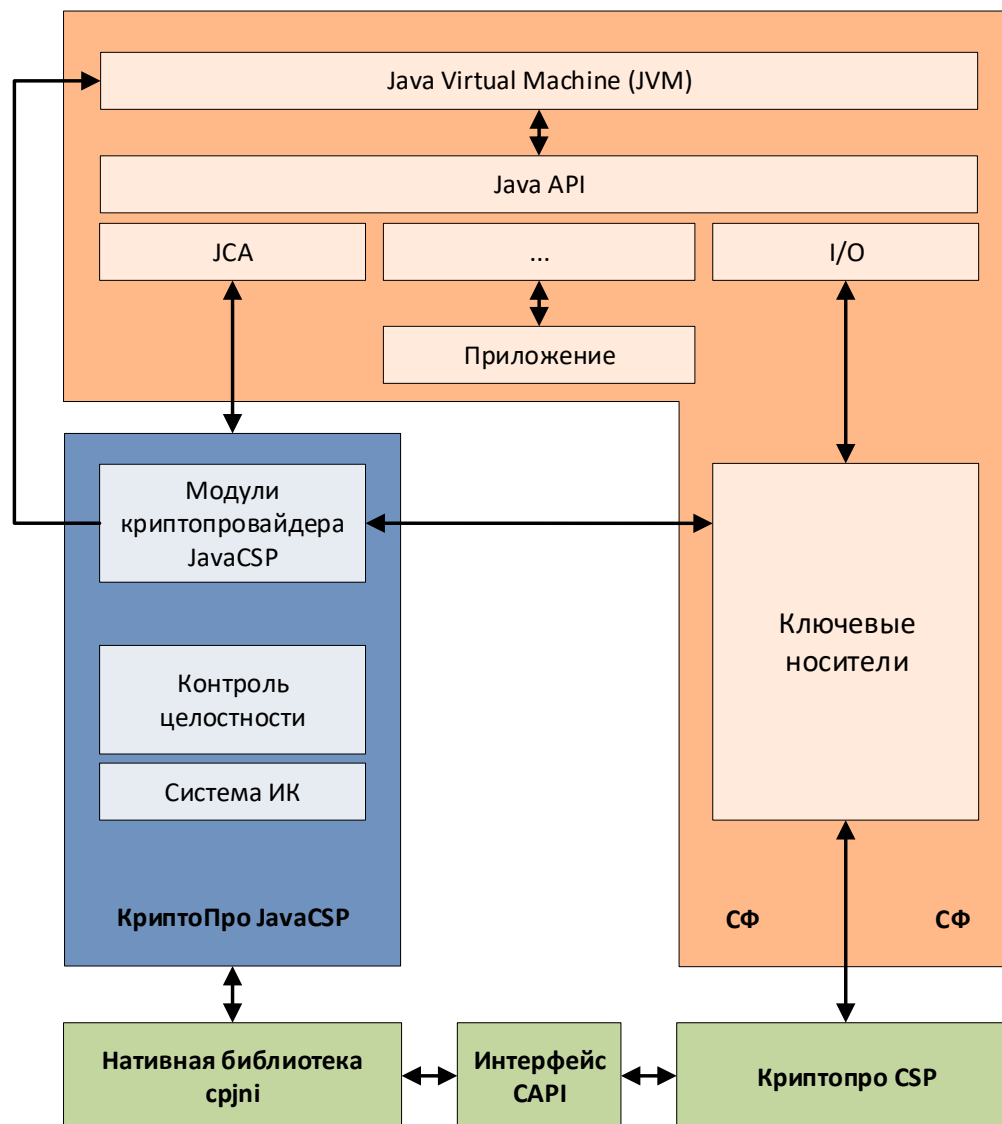 Java Virtual Machine (JVM)
Java API
JCA
...
I/O
Приложение
Модули
криптопровайдера
JavaCSP
Ключевые
носители
Контроль
целостности
Система ИК
КриптоПро JavaCSP
СФ
СФ
Нативная библиотека
cpjni
Интерфейс
CAPI
Криптопро CSP